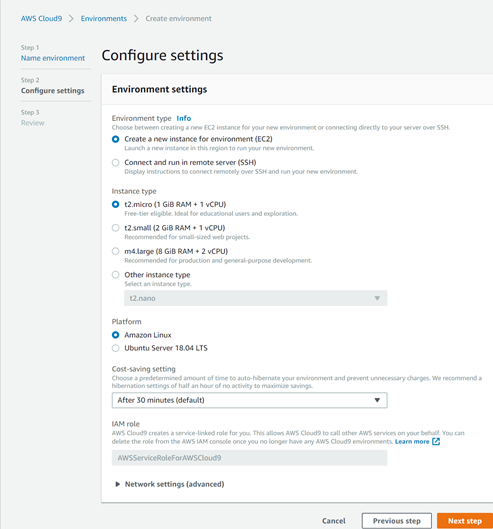 AWS Cloud9 > Environments > Create environment
Step 1
Name environment
Step 2
Configure settings
Step 3
Review
Configure settings
Environment settings
Environment type Info
Choose between creating a new EC2 instance for your new environment or connecting directly to your server over SSH.
Create a new instance for environment (EC2)
Launch a new instance in this region to run your new environment.
Connect and run in remote server (SSH)
Display instructions to connect remotely over SSH and run your new environment.
Instance type
t2.micro (1 GiB RAM + 1 vCPU)
Free-tier eligible. Ideal for educational users and exploration.
t2.small (2 GiB RAM + 1 vCPU)
Recommended for small-sized web projects.
m4.large (8 GiB RAM + 2 vCPU)
Recommended for production and general-purpose development.
Other instance type
Select an instance type.
t2.nano
Platform
Amazon Linux
Ubuntu Server 18.04 LTS
Cost-saving setting
Choose a predetermined amount of time to auto-hibernate your environment and prevent unnecessary charges. We recommend a
hibernation settings of half an hour of no activity to maximize savings.
After 30 minutes (default)
IAM role
AWS Cloud9 creates a service-linked role for you. This allows AWS Cloud9 to call other AWS services on your behalf. You can
delete the role from the AWS IAM console once you no longer have any AWS Cloud9 environments. Learn more
AWSServiceRoleForAWSCloud9
Network settings (advanced)
Cancel
Previous step
Next step